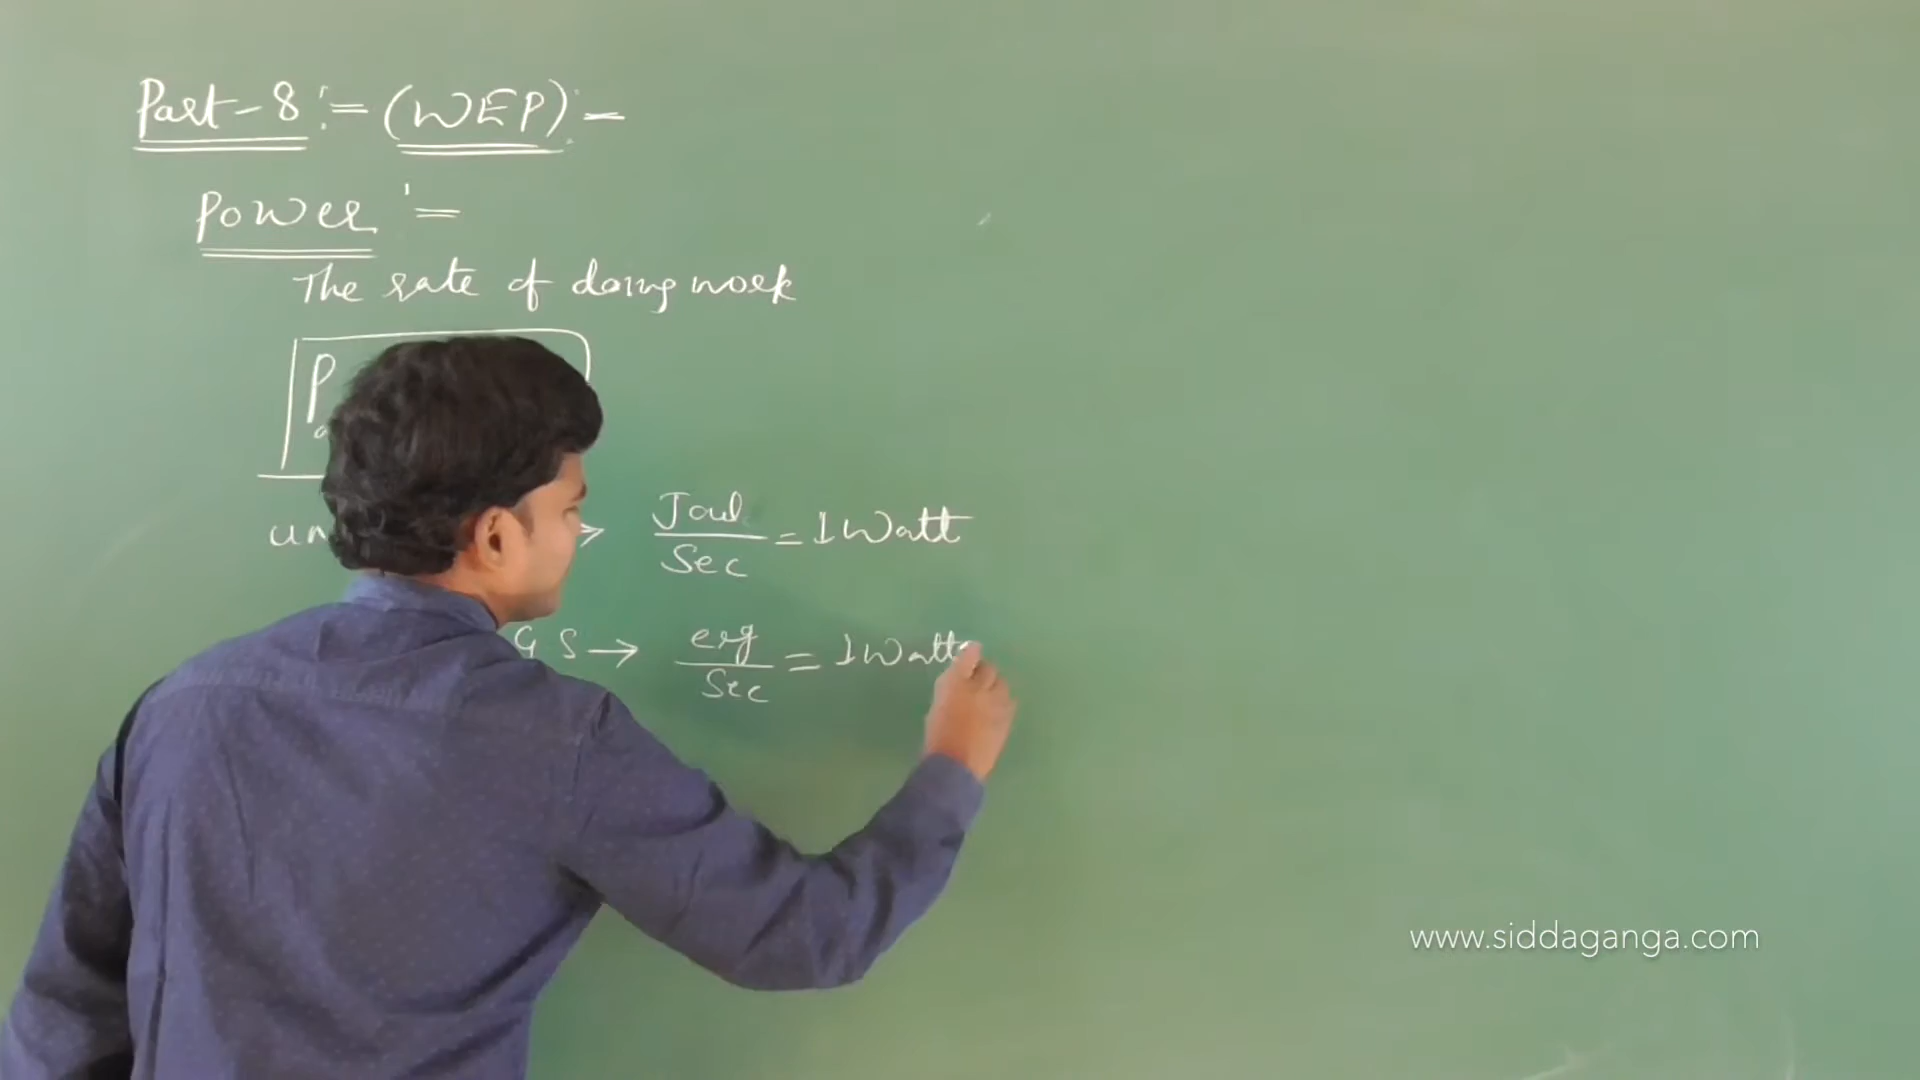 Part-8 := (WEP):-
Power :=
The rate of doing work
P
Joul/Sec = 1 Watt
G S → erg/Sec = 1 Watt
www.siddaganga.com